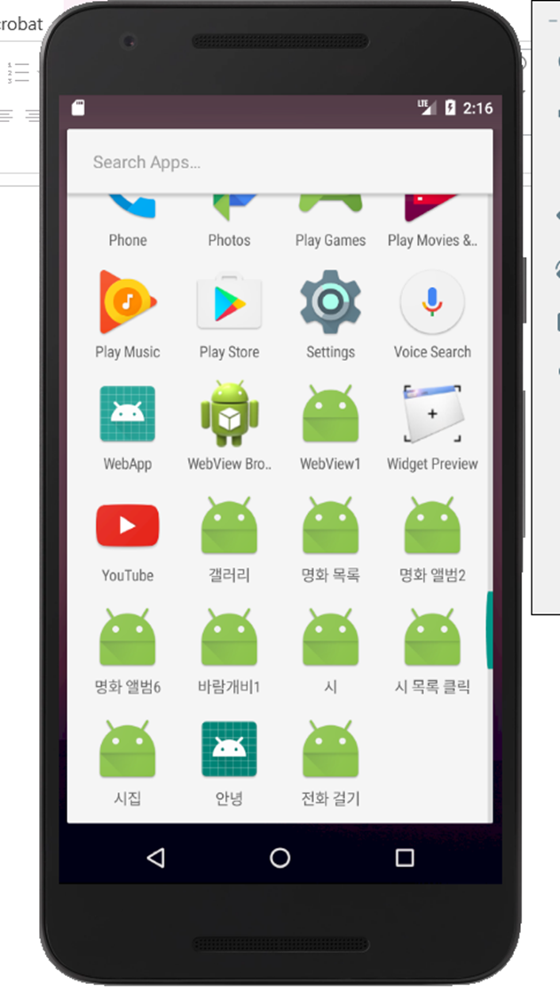 crobat
LTE 2:16
Search Apps...
Phone Photos Play Games Play Movies &..
Play Music Play Store Settings Voice Search
WebApp WebView Bro.. WebView1 Widget Preview
YouTube 갤러리 명화 목록 명화 앨범2
명화 앨범6 바람개비1 시 시 목록 클릭
시집 안녕 전화 걸기